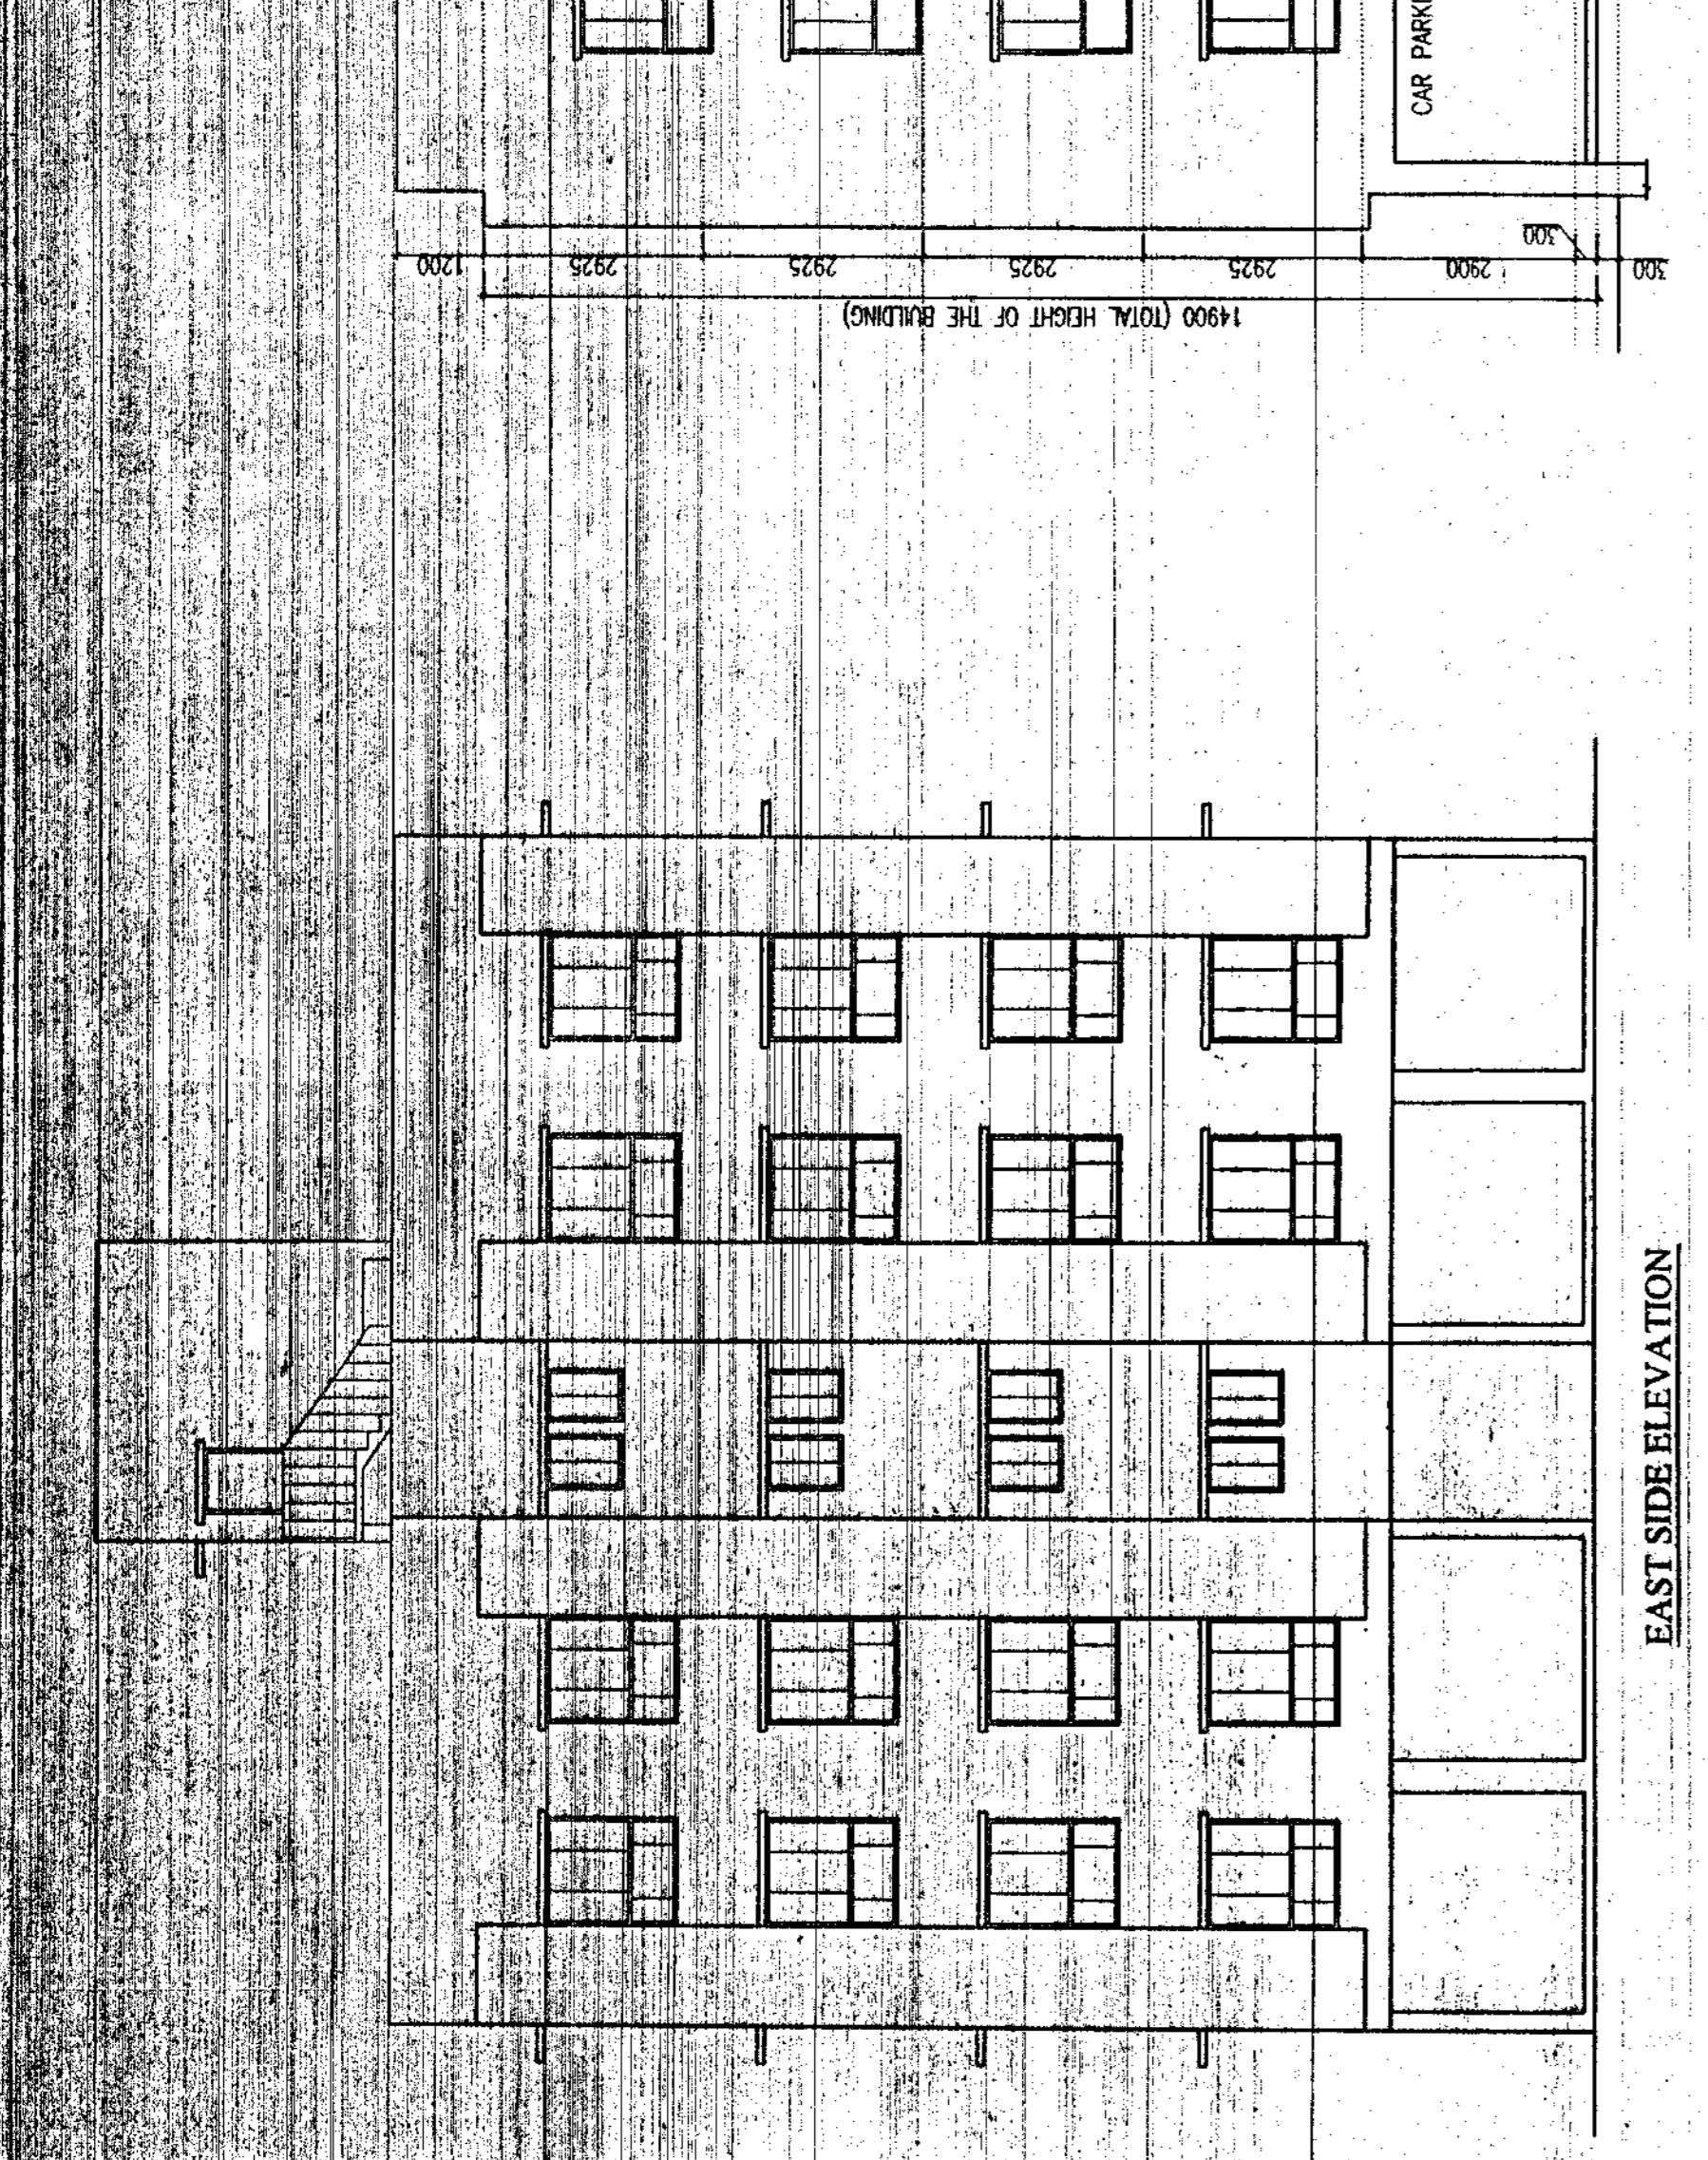 CAR PARKI
1200
2925
2925
2925
2925
2900
300
300
14900 (TOTAL HEIGHT OF THE BUILDING)
EAST SIDE ELEVATION